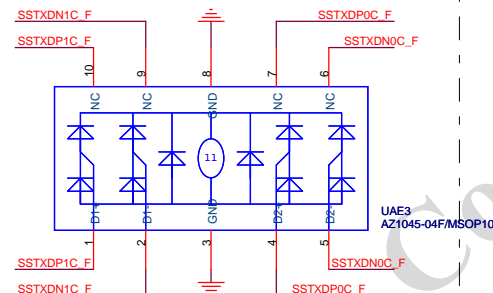 SSTXDN1C_F
SSTXDP0C_F
SSTXDP1C_F
SSTXDN0C_F
10
9
8
7
6
NC
NC
GND
NC
NC
11
D1+
D1-
GND
D2+
D2-
UAE3
AZ1045-04F/MSOP10
1
2
3
4
5
SSTXDP1C_F
SSTXDN0C_F
SSTXDN1C_F
SSTXDP0C_F
Co